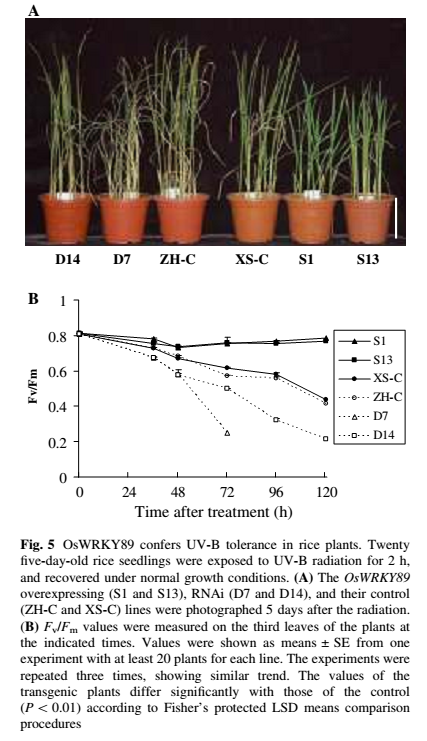 A
D14 D7 ZH-C XS-C S1 S13
B
1
0.8
0.6
0.4
0.2
0
Fv/Fm
0 24 48 72 96 120
Time after treatment (h)
S1
S13
XS-C
ZH-C
D7
D14
Fig. 5 OsWRKY89 confers UV-B tolerance in rice plants. Twenty
five-day-old rice seedlings were exposed to UV-B radiation for 2 h,
and recovered under normal growth conditions. (A) The OsWRKY89
overexpressing (S1 and S13), RNAi (D7 and D14), and their control
(ZH-C and XS-C) lines were photographed 5 days after the radiation.
(B) Fv/Fm values were measured on the third leaves of the plants at
the indicated times. Values were shown as means ± SE from one
experiment with at least 20 plants for each line. The experiments were
repeated three times, showing similar trend. The values of the
transgenic plants differ significantly with those of the control
(P < 0.01) according to Fisher's protected LSD means comparison
procedures